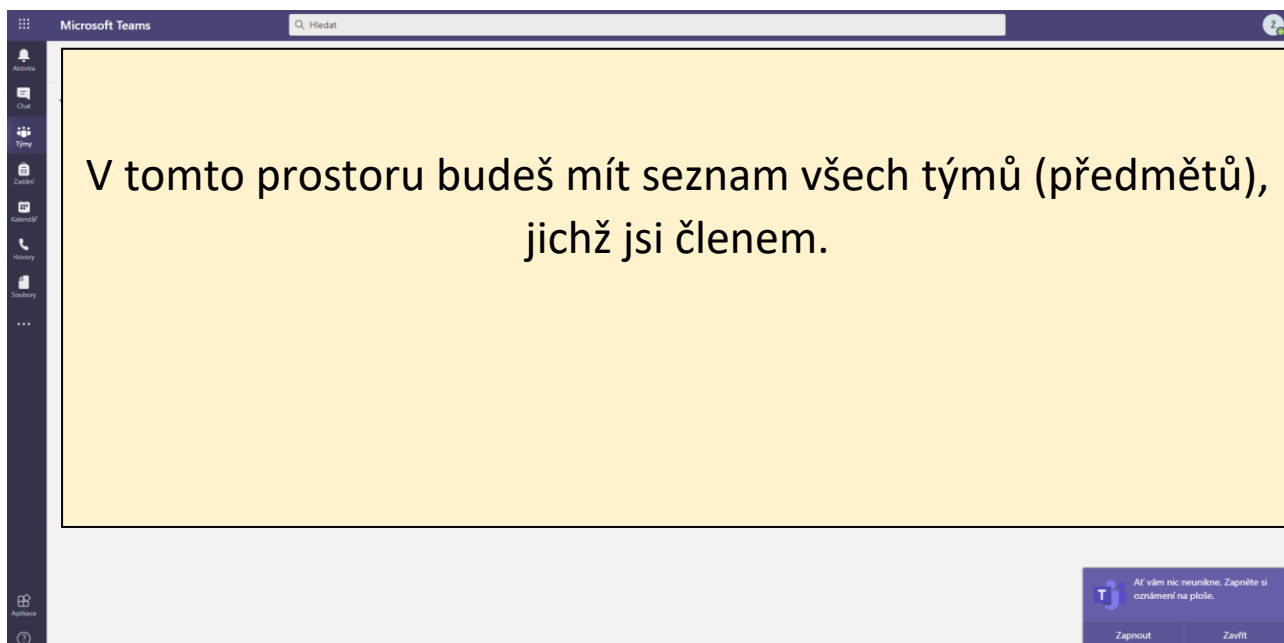 Microsoft Teams
Hledat
Ž
Aktivita
Chat
Týmy
Zadání
Kalendář
Hovory
Soubory
V tomto prostoru budeš mít seznam všech týmů (předmětů),
jichž jsi členem.
Aplikace
T
Ať vám nic neunikne. Zapněte si
oznámení na ploše.
Zapnout
Zavřít